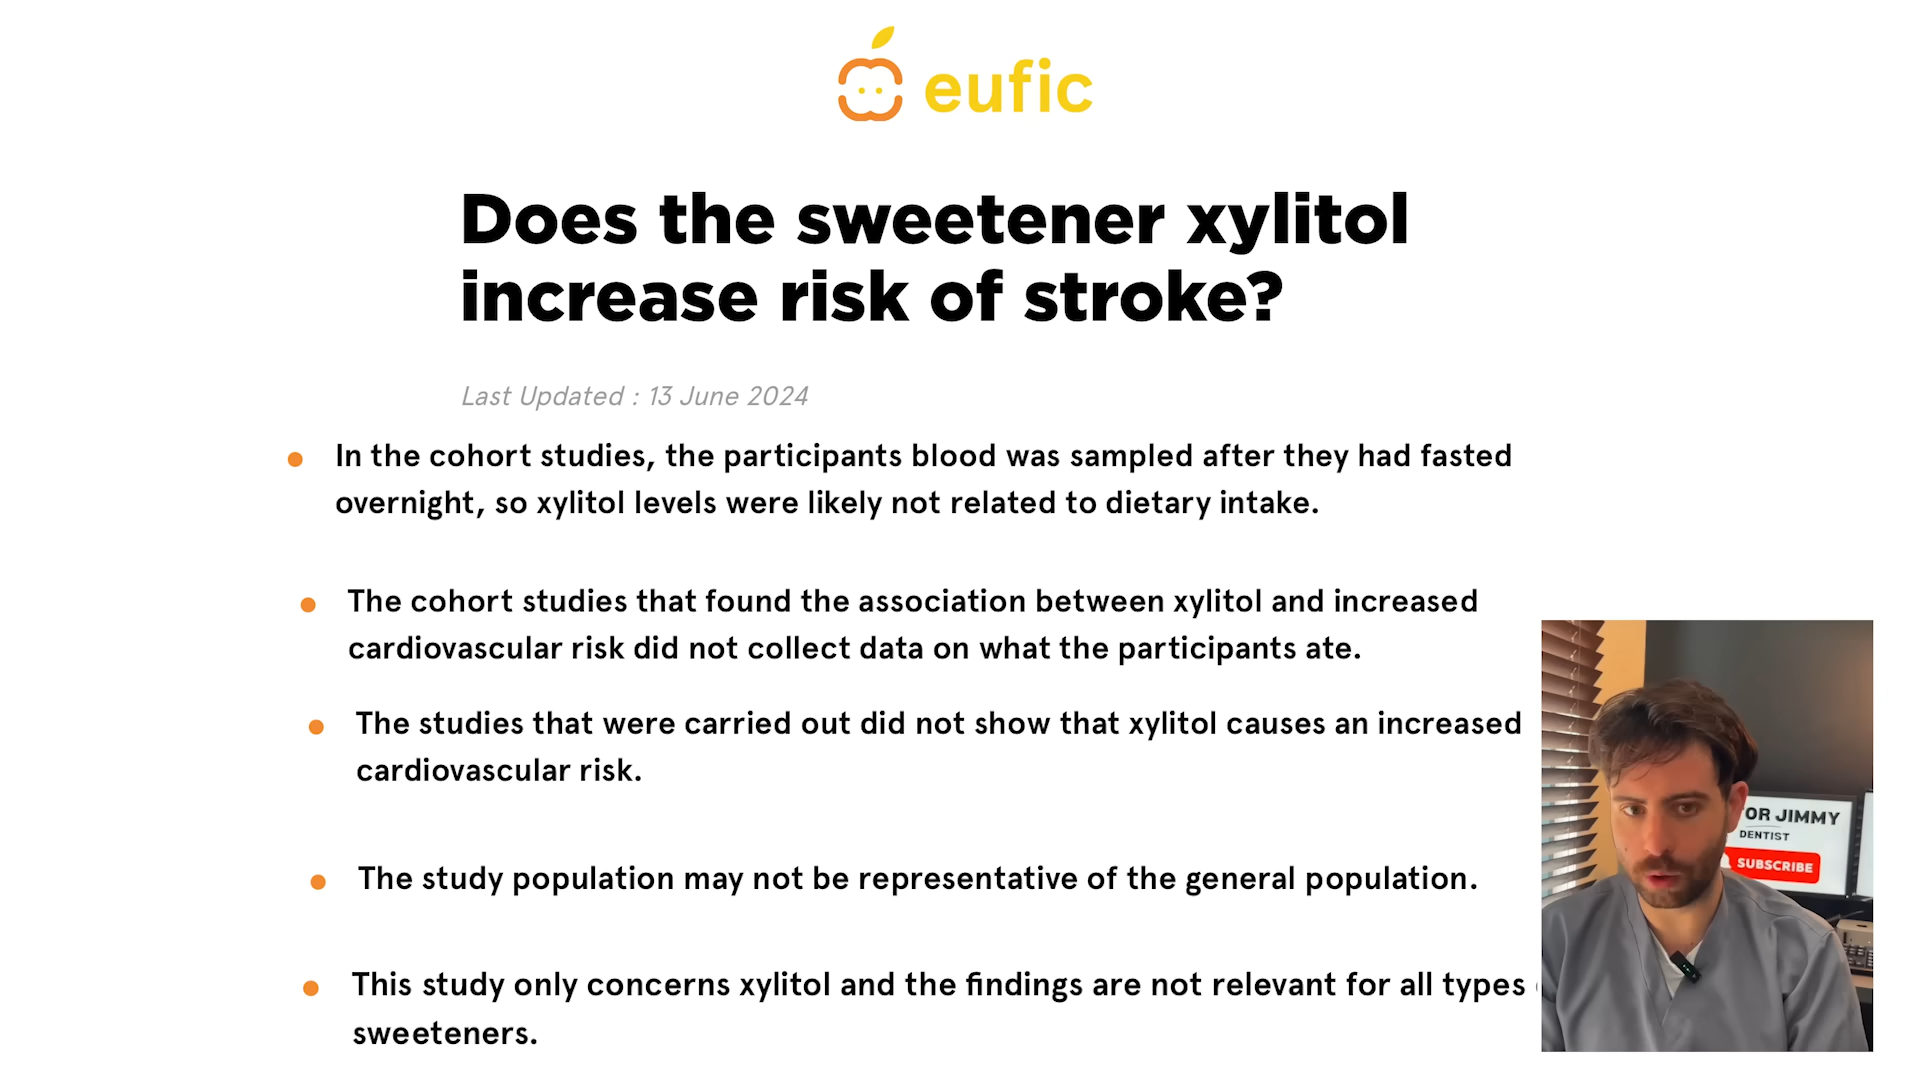 eufic
Does the sweetener xylitol
increase risk of stroke?
Last Updated : 13 June 2024
In the cohort studies, the participants blood was sampled after they had fasted
overnight, so xylitol levels were likely not related to dietary intake.
The cohort studies that found the association between xylitol and increased
cardiovascular risk did not collect data on what the participants ate.
The studies that were carried out did not show that xylitol causes an increased
cardiovascular risk.
The study population may not be representative of the general population.
This study only concerns xylitol and the findings are not relevant for all types
sweeteners.
OR JIMMY
DENTIST
SUBSCRIBE